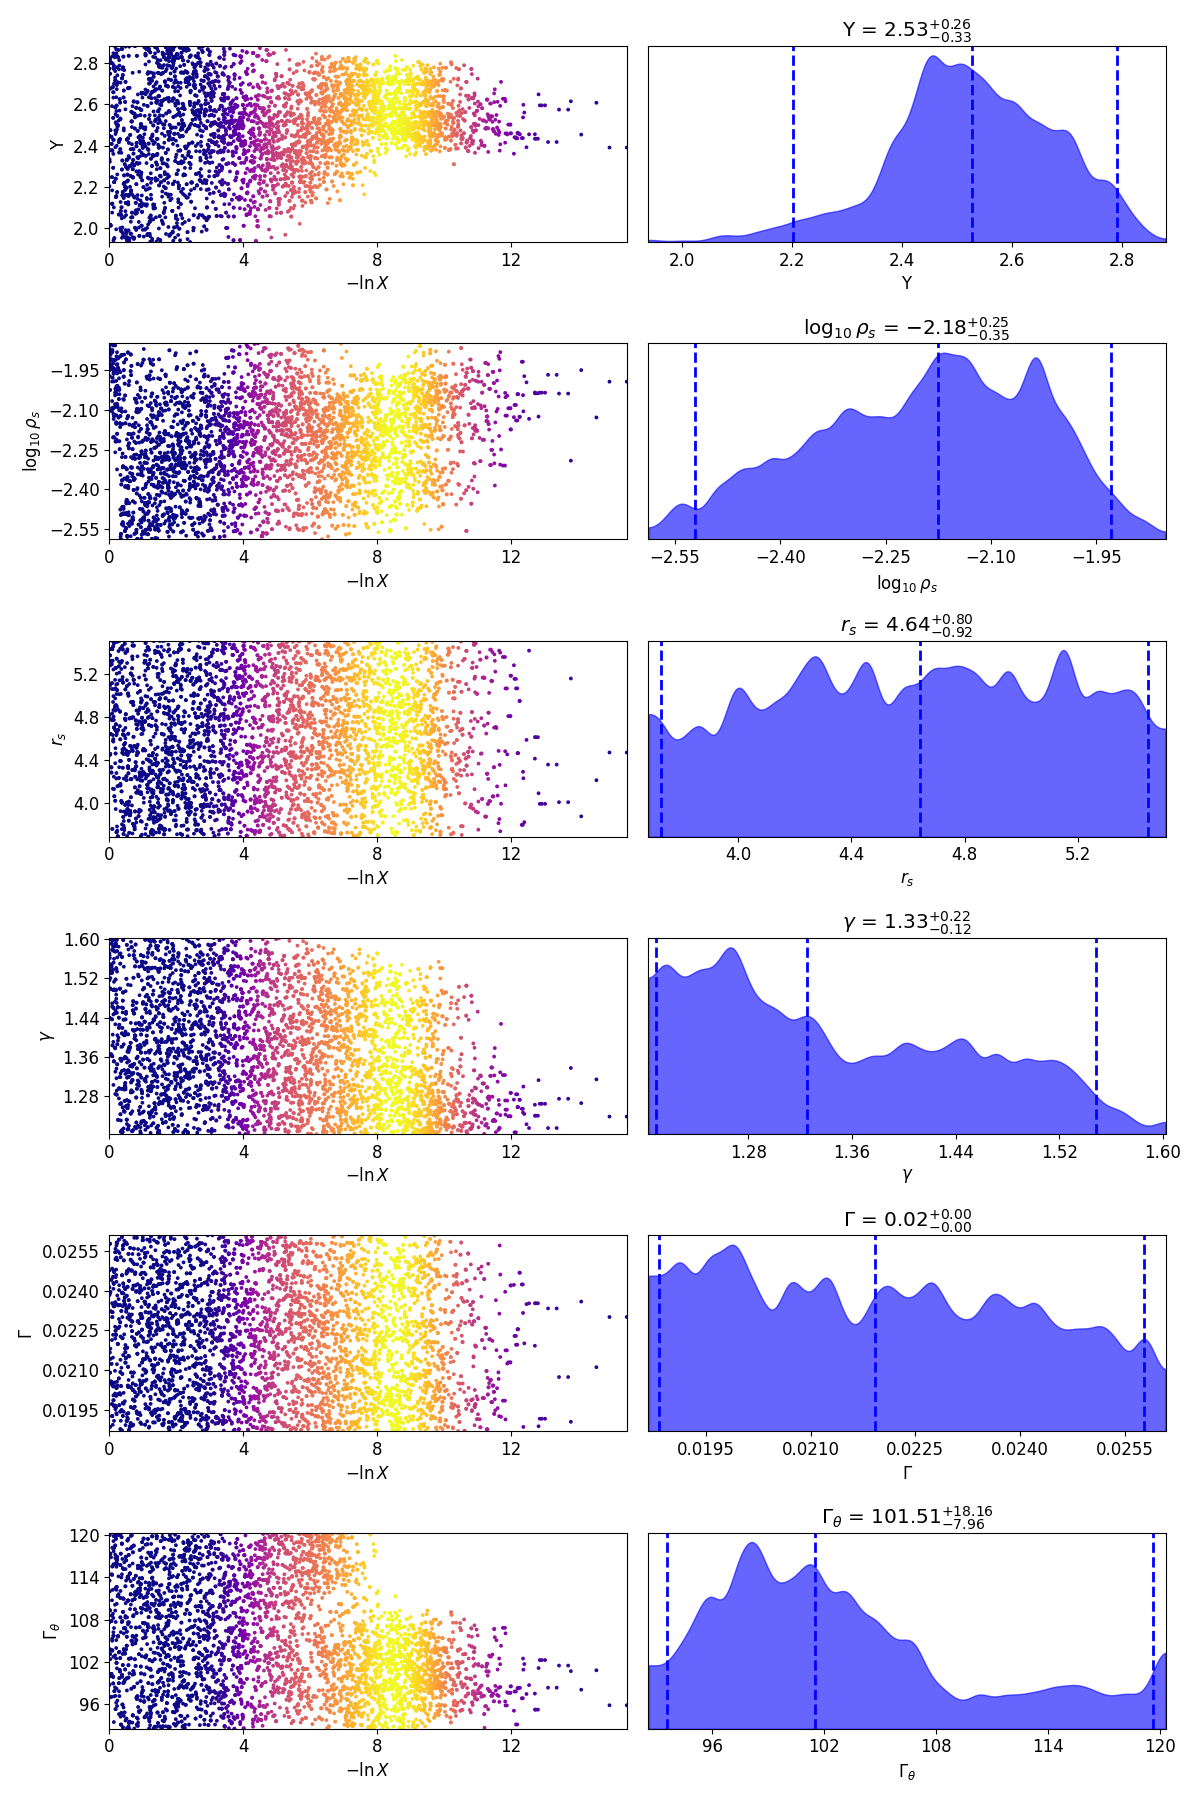 Υ = 2.53^{+0.26}_{-0.33}
2.8
2.6
2.4
2.2
2.0
Υ
0 4 8 12
−ln X
2.0 2.2 2.4 2.6 2.8
Υ
log₁₀ ρₛ = −2.18^{+0.25}_{-0.35}
−1.95
−2.10
−2.25
−2.40
−2.55
log₁₀ ρₛ
0 4 8 12
−ln X
−2.55 −2.40 −2.25 −2.10 −1.95
log₁₀ ρₛ
rₛ = 4.64^{+0.80}_{-0.92}
5.2
4.8
4.4
4.0
rₛ
0 4 8 12
−ln X
4.0 4.4 4.8 5.2
rₛ
γ = 1.33^{+0.22}_{-0.12}
1.60
1.52
1.44
1.36
1.28
γ
0 4 8 12
−ln X
1.28 1.36 1.44 1.52 1.60
γ
Γ = 0.02^{+0.00}_{-0.00}
0.0255
0.0240
0.0225
0.0210
0.0195
Γ
0 4 8 12
−ln X
0.0195 0.0210 0.0225 0.0240 0.0255
Γ
Γ_θ = 101.51^{+18.16}_{-7.96}
120
114
108
102
96
Γ_θ
0 4 8 12
−ln X
96 102 108 114 120
Γ_θ